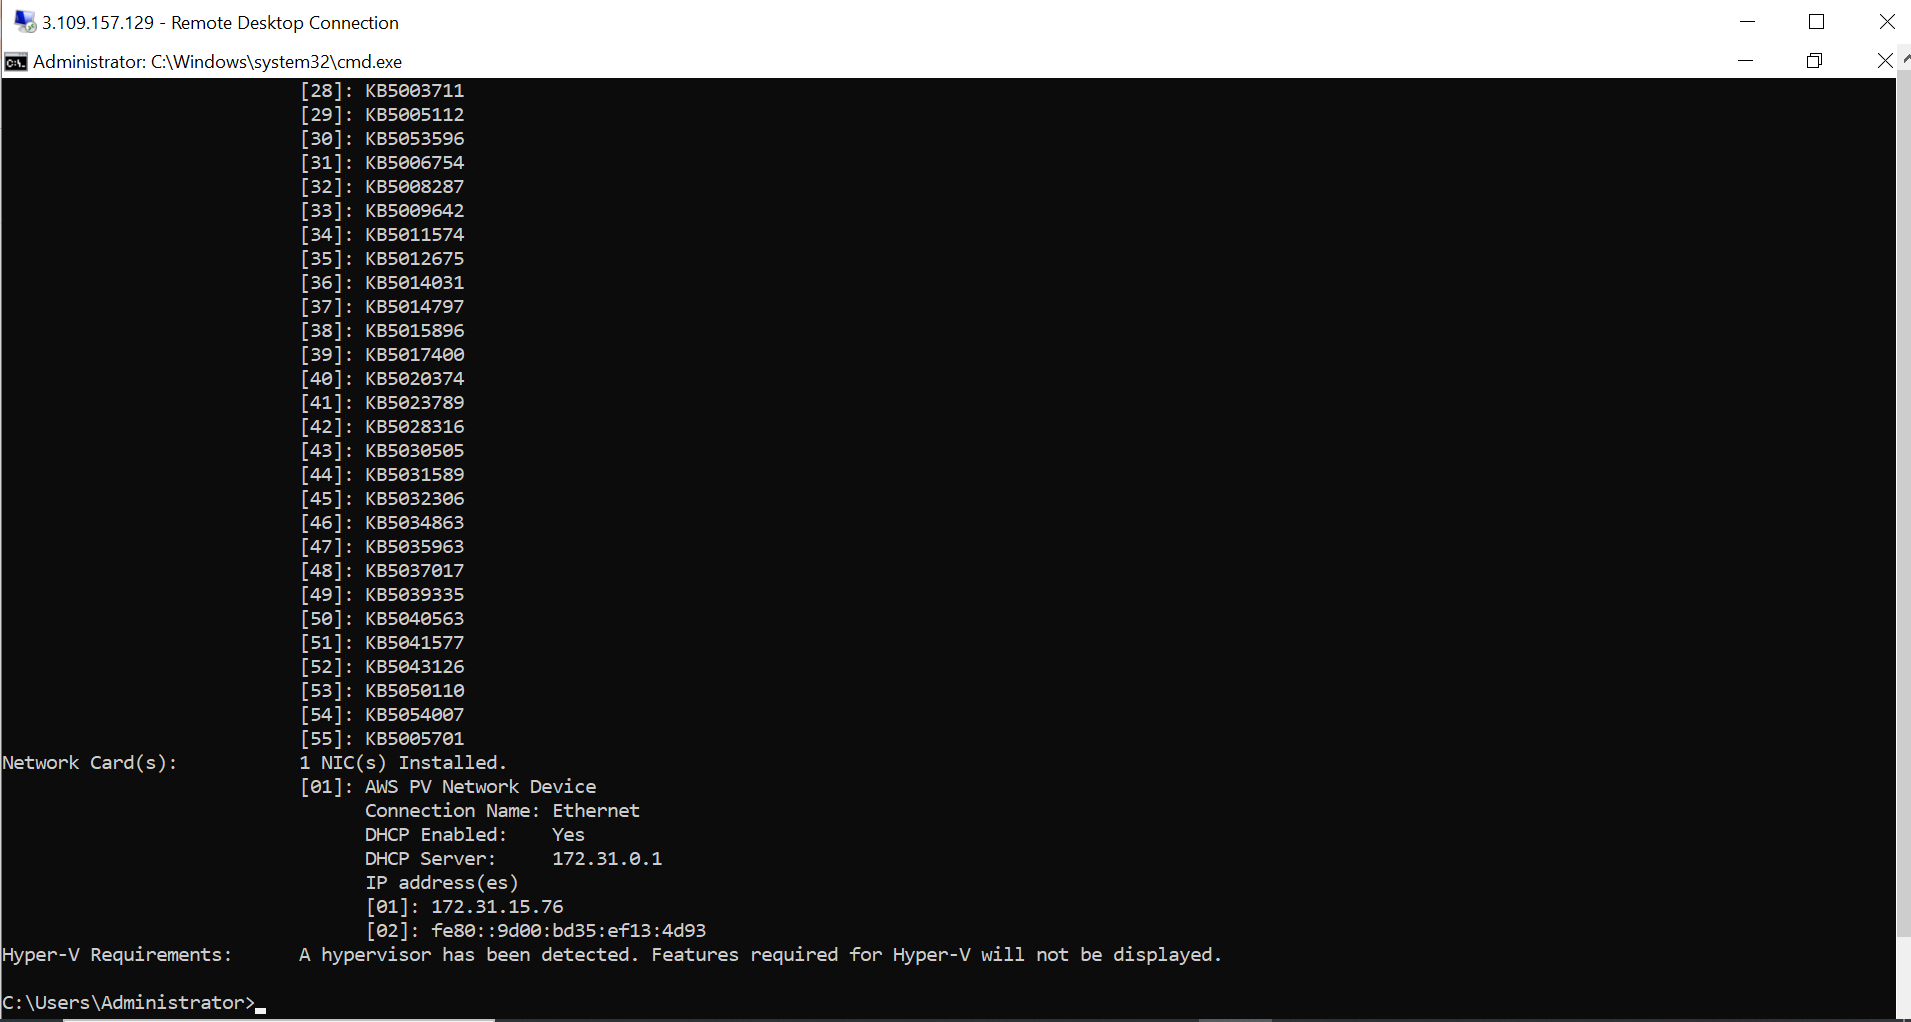 3.109.157.129 - Remote Desktop Connection
Administrator: C:\Windows\system32\cmd.exe
[28]: KB5003711
[29]: KB5005112
[30]: KB5053596
[31]: KB5006754
[32]: KB5008287
[33]: KB5009642
[34]: KB5011574
[35]: KB5012675
[36]: KB5014031
[37]: KB5014797
[38]: KB5015896
[39]: KB5017400
[40]: KB5020374
[41]: KB5023789
[42]: KB5028316
[43]: KB5030505
[44]: KB5031589
[45]: KB5032306
[46]: KB5034863
[47]: KB5035963
[48]: KB5037017
[49]: KB5039335
[50]: KB5040563
[51]: KB5041577
[52]: KB5043126
[53]: KB5050110
[54]: KB5054007
[55]: KB5005701
Network Card(s): 1 NIC(s) Installed.
[01]: AWS PV Network Device
Connection Name: Ethernet
DHCP Enabled: Yes
DHCP Server: 172.31.0.1
IP address(es)
[01]: 172.31.15.76
[02]: fe80::9d00:bd35:ef13:4d93
Hyper-V Requirements: A hypervisor has been detected. Features required for Hyper-V will not be displayed.
C:\Users\Administrator>